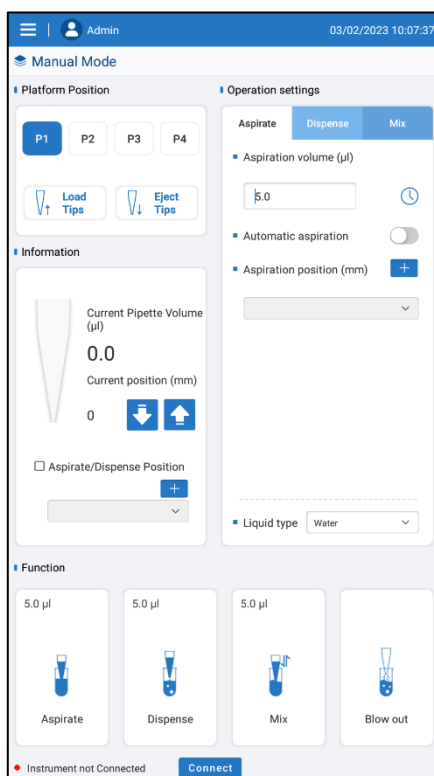 Admin
03/02/2023 10:07:37
Manual Mode
Platform Position
P1
P2
P3
P4
Load
Tips
Eject
Tips
Information
Current Pipette Volume
(µl)
0.0
Current position (mm)
0
Aspirate/Dispense Position
+
Operation settings
Aspirate
Dispense
Mix
Aspiration volume (µl)
5.0
Automatic aspiration
Aspiration position (mm)
+
Liquid type
Water
Function
5.0 µl
Aspirate
5.0 µl
Dispense
5.0 µl
Mix
Blow out
Instrument not Connected
Connect